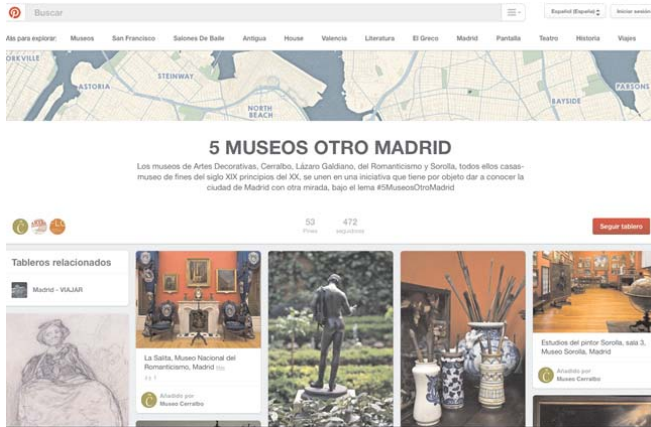 Buscar
Español (España)
Iniciar sesión
Más para explorar: Museos San Francisco Salones De Baile Antigua House Valencia Literatura El Greco Madrid Pantalla Teatro Historia Viajes
ORKVILLE
STEINWAY
ASTORIA
NORTH
BEACH
BAYSIDE
PARSONS
5 MUSEOS OTRO MADRID
Los museos de Artes Decorativas, Cerralbo, Lázaro Galdiano, del Romanticismo y Sorolla, todos ellos casas-
museo de fines del siglo XIX principios del XX, se unen en una iniciativa que tiene por objeto dar a conocer la
ciudad de Madrid con otra mirada, bajo el lema #5MuseosOtroMadrid
53
Pines
472
seguidores
Seguir tablero
Tableros relacionados
Madrid - VIAJAR
La Salita, Museo Nacional del
Romanticismo, Madrid
Añadido por
Museo Cerralbo
Estudios del pintor Sorolla, sala 3,
Museo Sorolla, Madrid
Añadido por
Museo Cerralbo